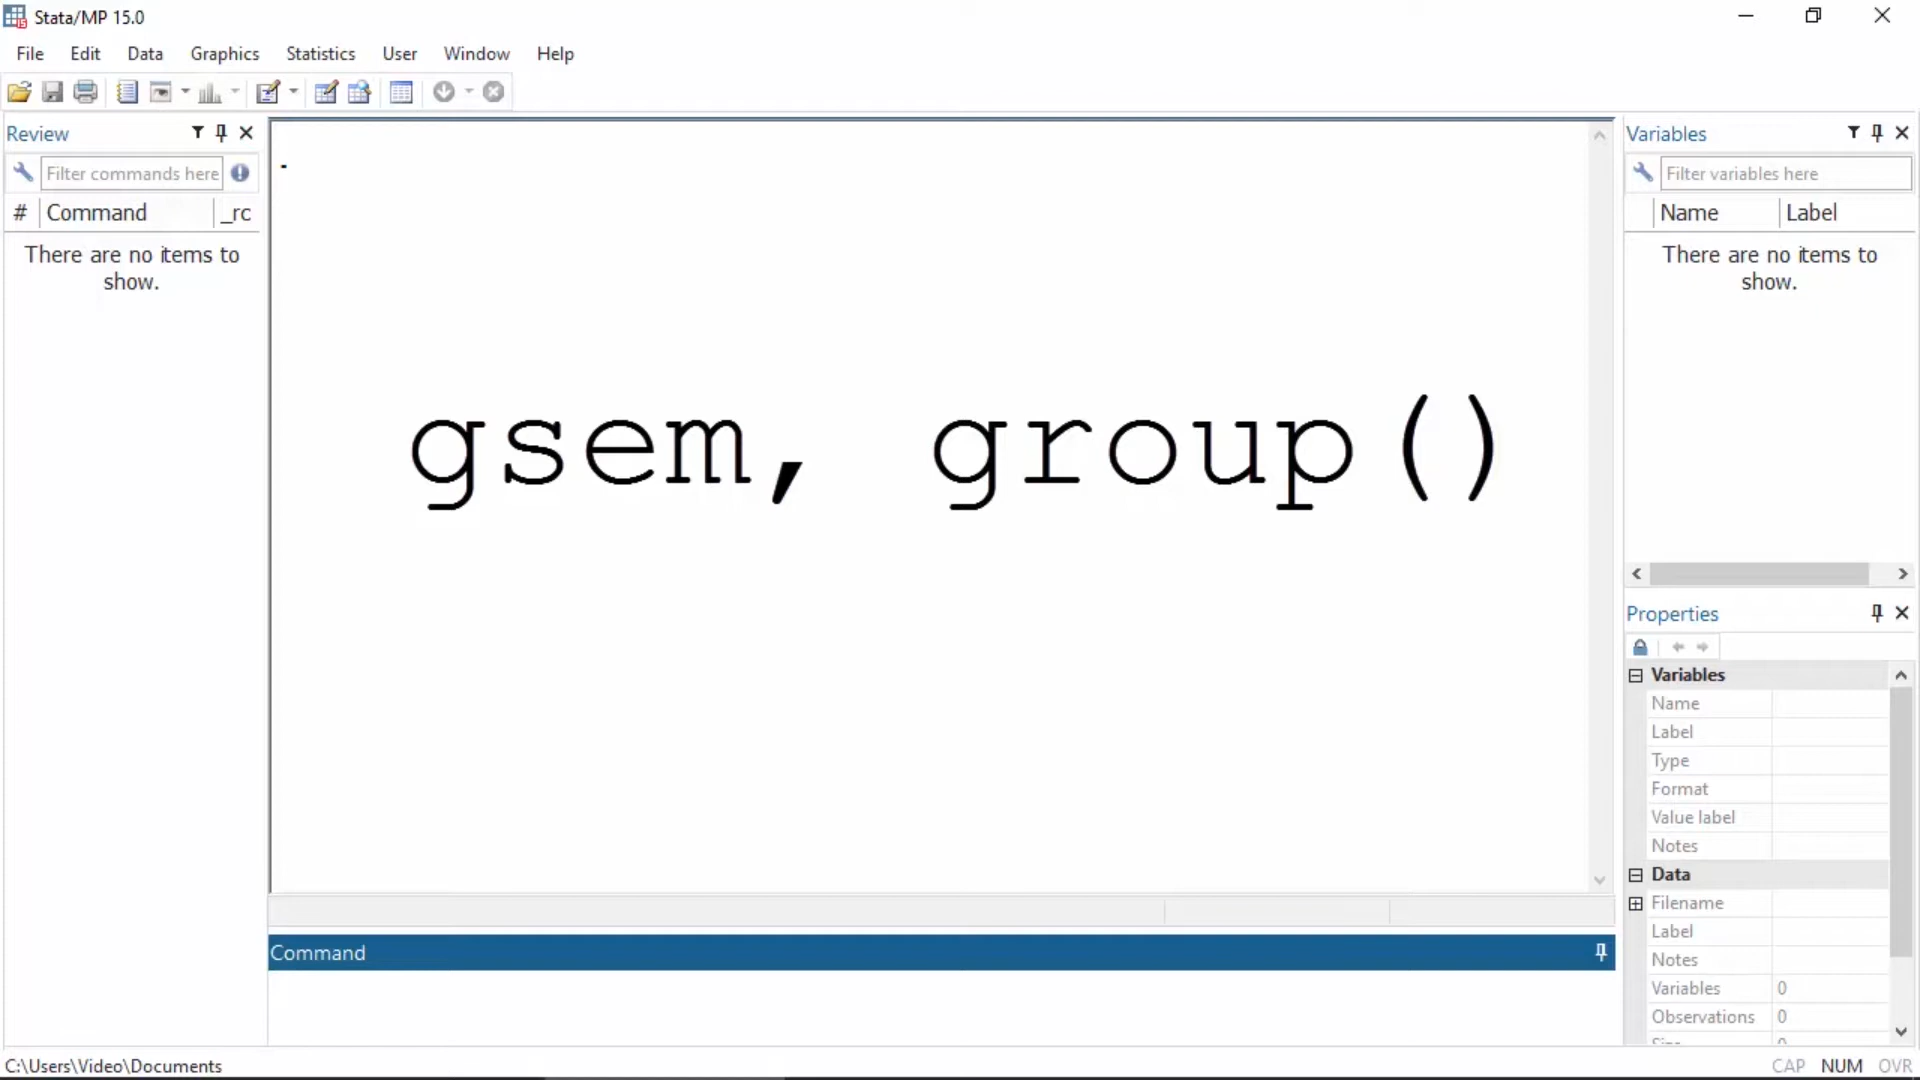 Stata/MP 15.0
File Edit Data Graphics Statistics User Window Help
Review
Filter commands here
# Command _rc
There are no items to
show.
-
gsem, group()
Command
Variables
Filter variables here
Name Label
There are no items to
show.
Properties
Variables
Name
Label
Type
Format
Value label
Notes
Data
Filename
Label
Notes
Variables 0
Observations 0
C:\Users\Video\Documents
CAP NUM OVR